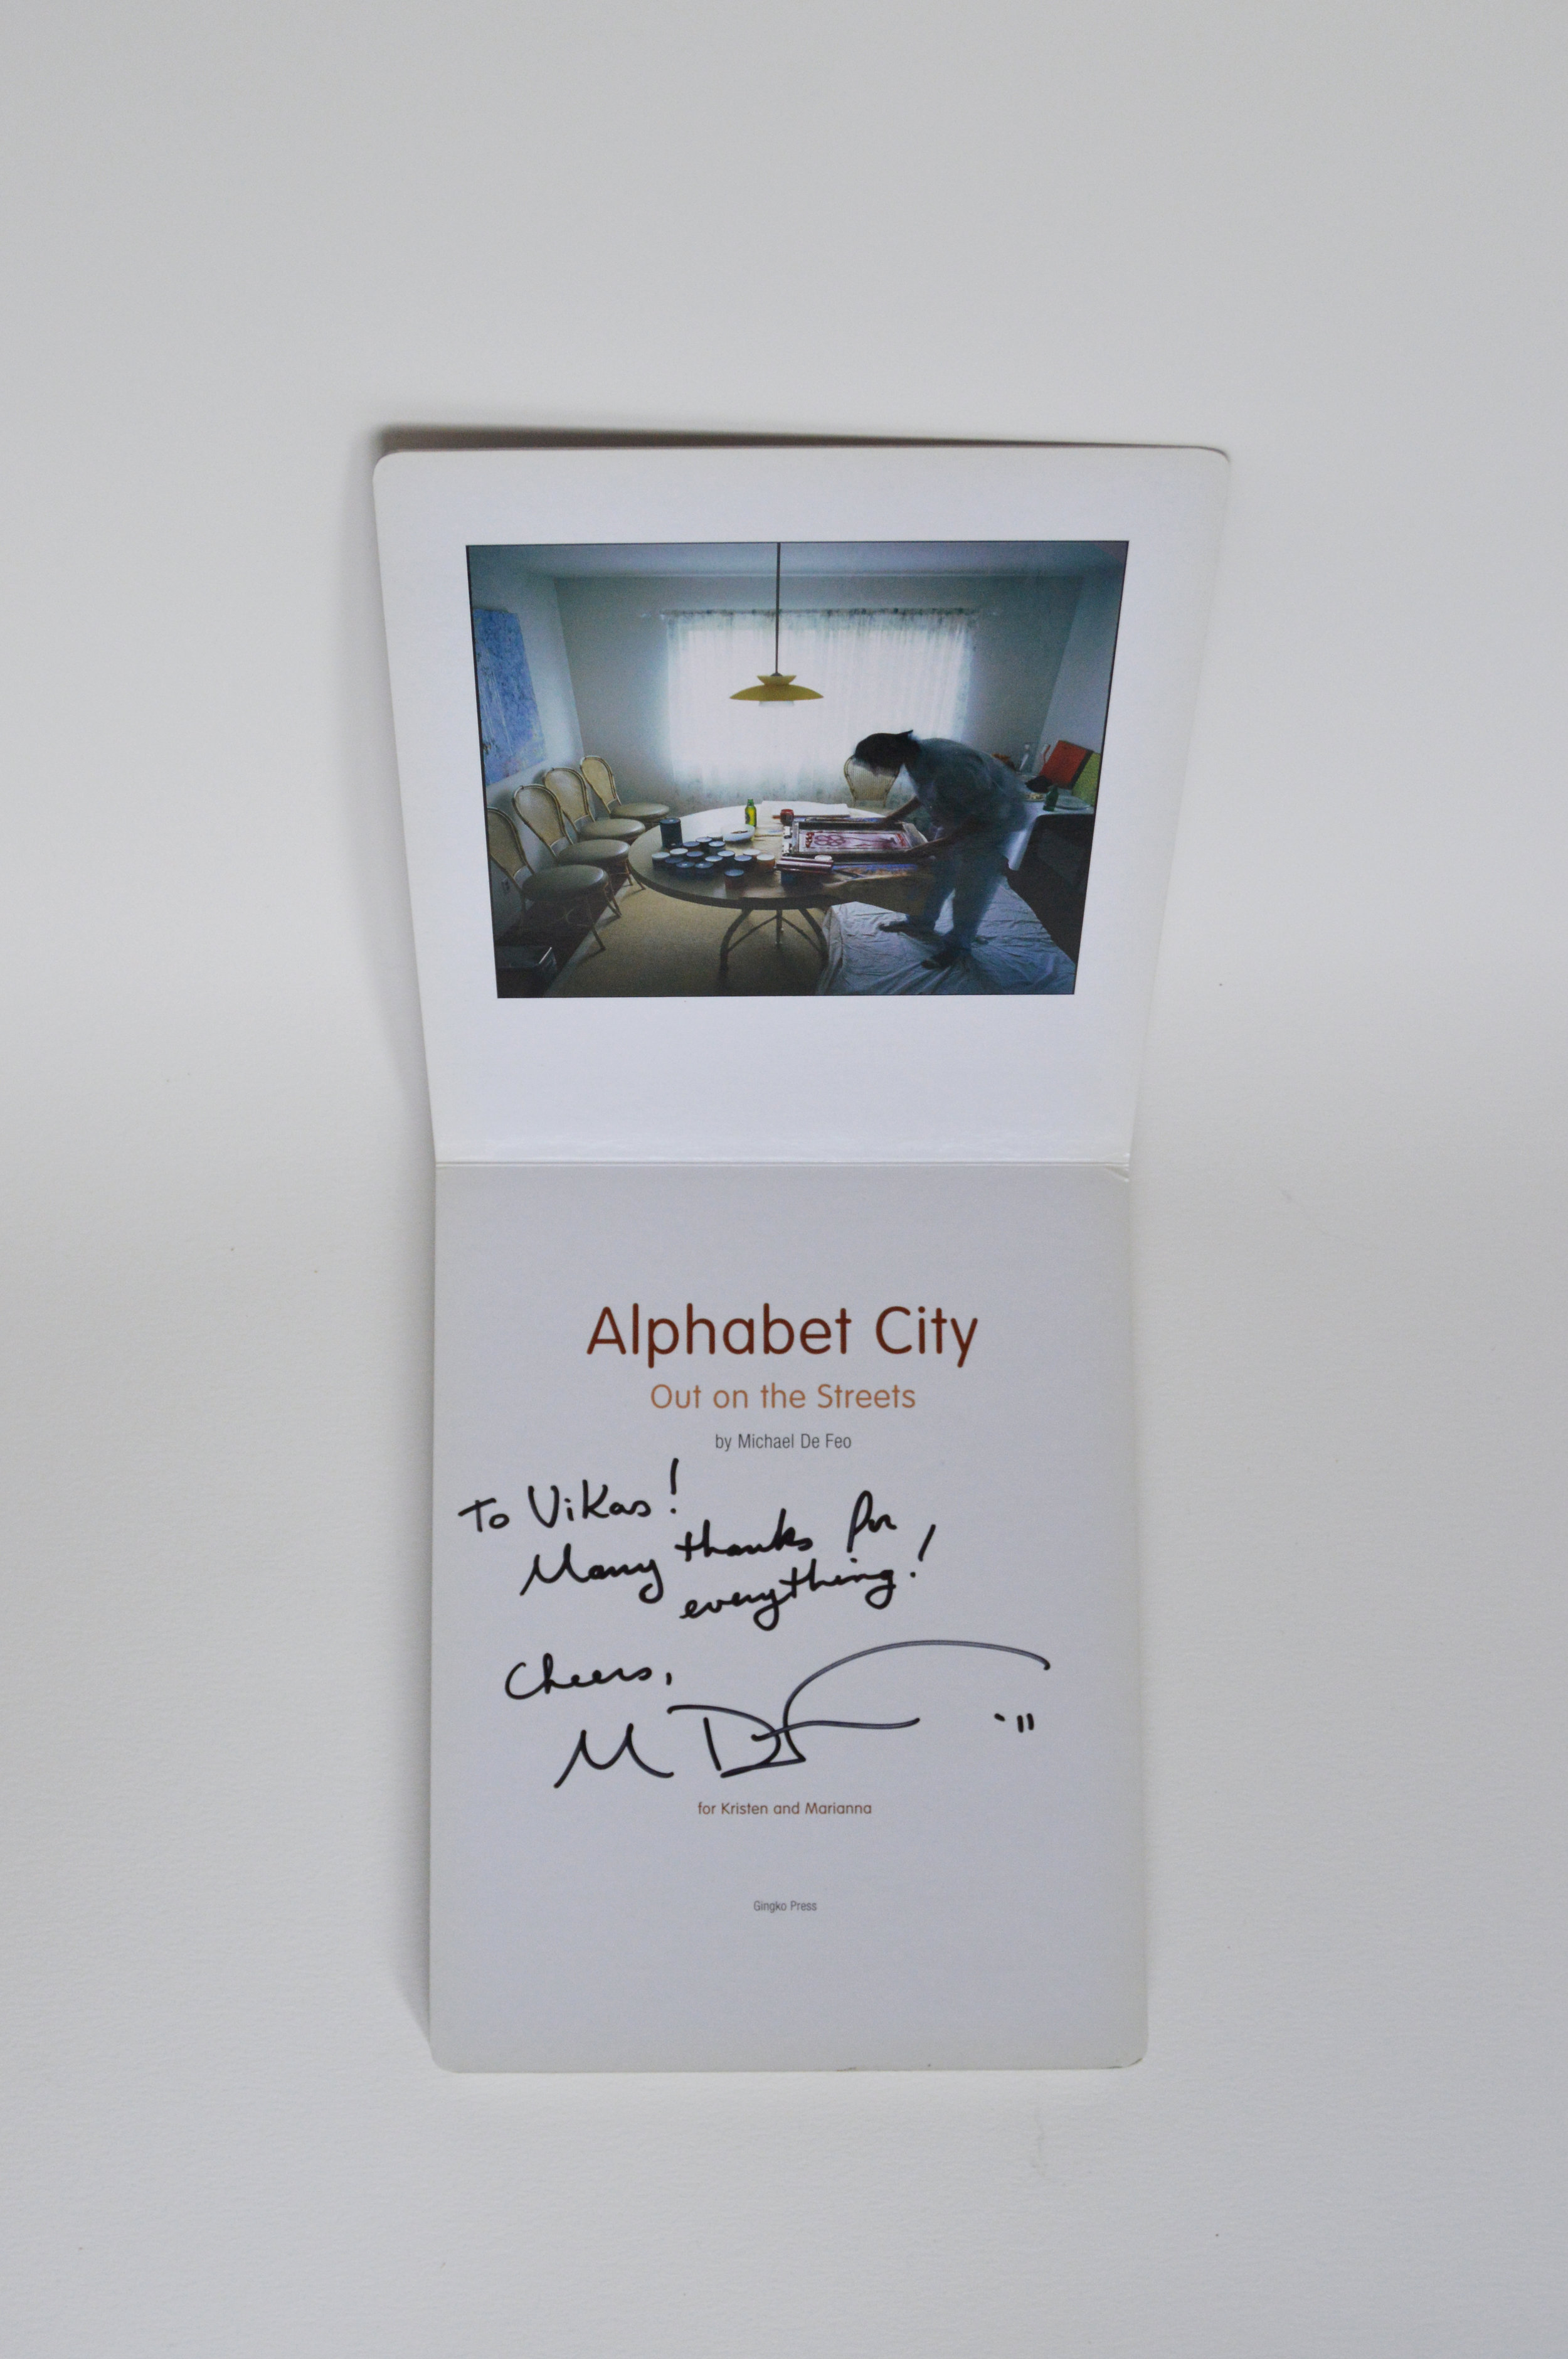 Alphabet City
Out on the Streets
by Michael De Feo
To Vikas!
Many thanks for
everything!
Cheers,
M D
'11
for Kristen and Marianna
Gingko Press